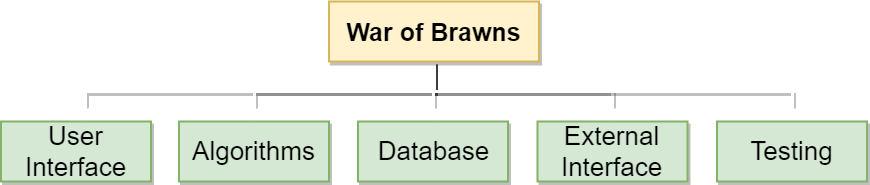 War of Brawns
User
Interface
Algorithms
Database
External
Interface
Testing